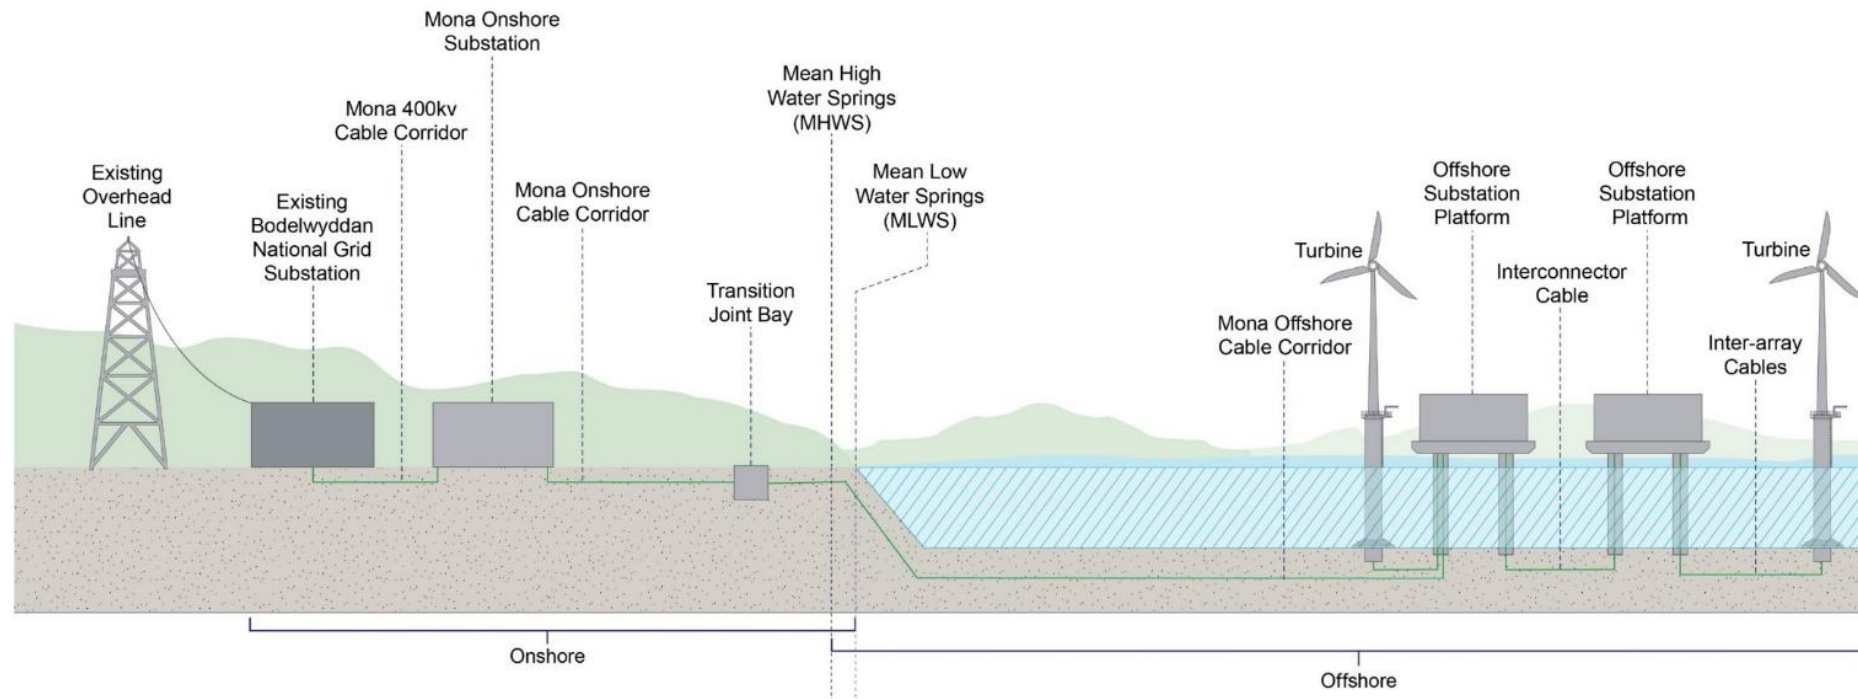 Mona Onshore
Substation
Mean High
Water Springs
(MHWS)
Mona 400kv
Cable Corridor
Existing
Overhead
Line
Existing
Bodelwyddan
National Grid
Substation
Mona Onshore
Cable Corridor
Mean Low
Water Springs
(MLWS)
Offshore
Substation
Platform
Offshore
Substation
Platform
Turbine
Interconnector
Cable
Turbine
Transition
Joint Bay
Mona Offshore
Cable Corridor
Inter-array
Cables
Onshore
Offshore